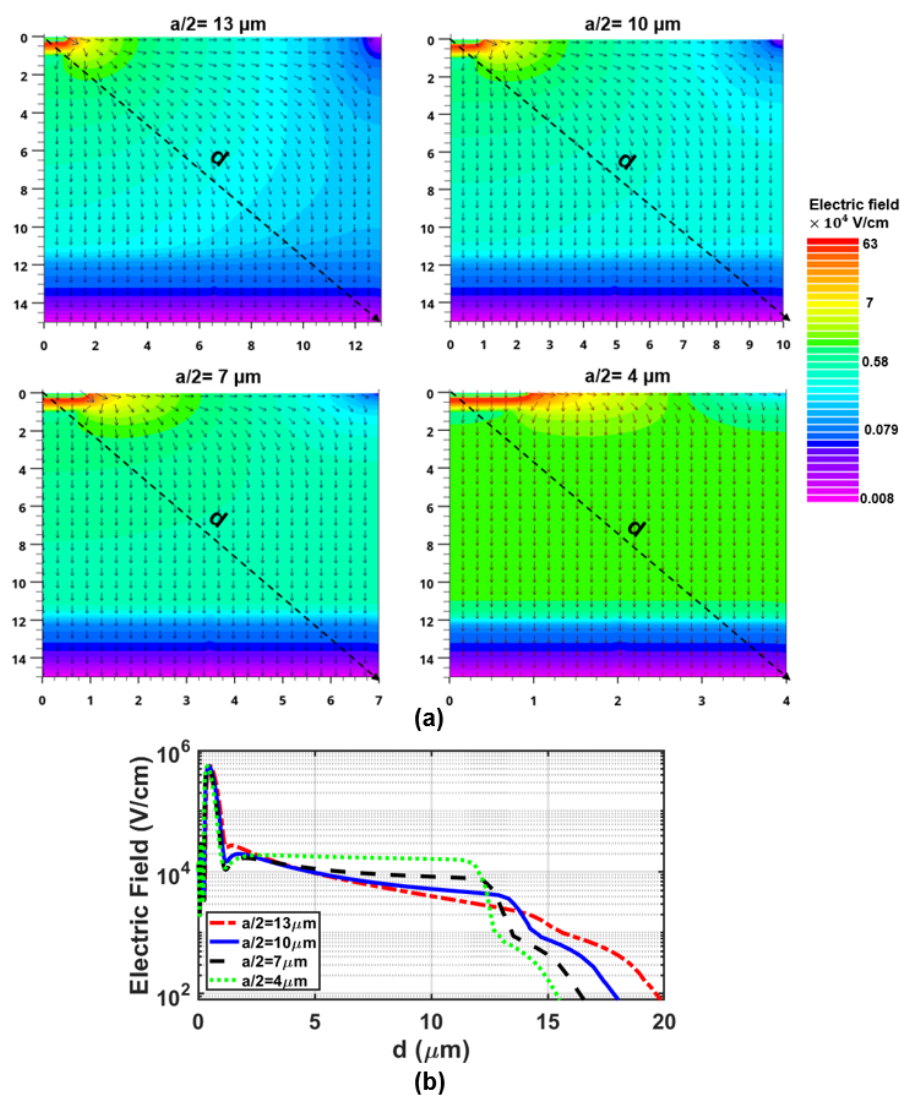 a/2= 13 µm
a/2= 10 µm
0
2
4
6
8
10
12
14
0 2 4 6 8 10 12
d
0
2
4
6
8
10
12
14
0 1 2 3 4 5 6 7 8 9 10
d
Electric field
× 10⁴ V/cm
63
7
0.58
0.079
0.008
a/2= 7 µm
a/2= 4 µm
0
2
4
6
8
10
12
14
0 1 2 3 4 5 6 7
d
0
2
4
6
8
10
12
14
0 1 2 3 4
d
(a)
Electric Field (V/cm)
10⁶
10⁴
10²
a/2=13µm
a/2=10µm
a/2=7µm
a/2=4µm
0 5 10 15 20
d (µm)
(b)